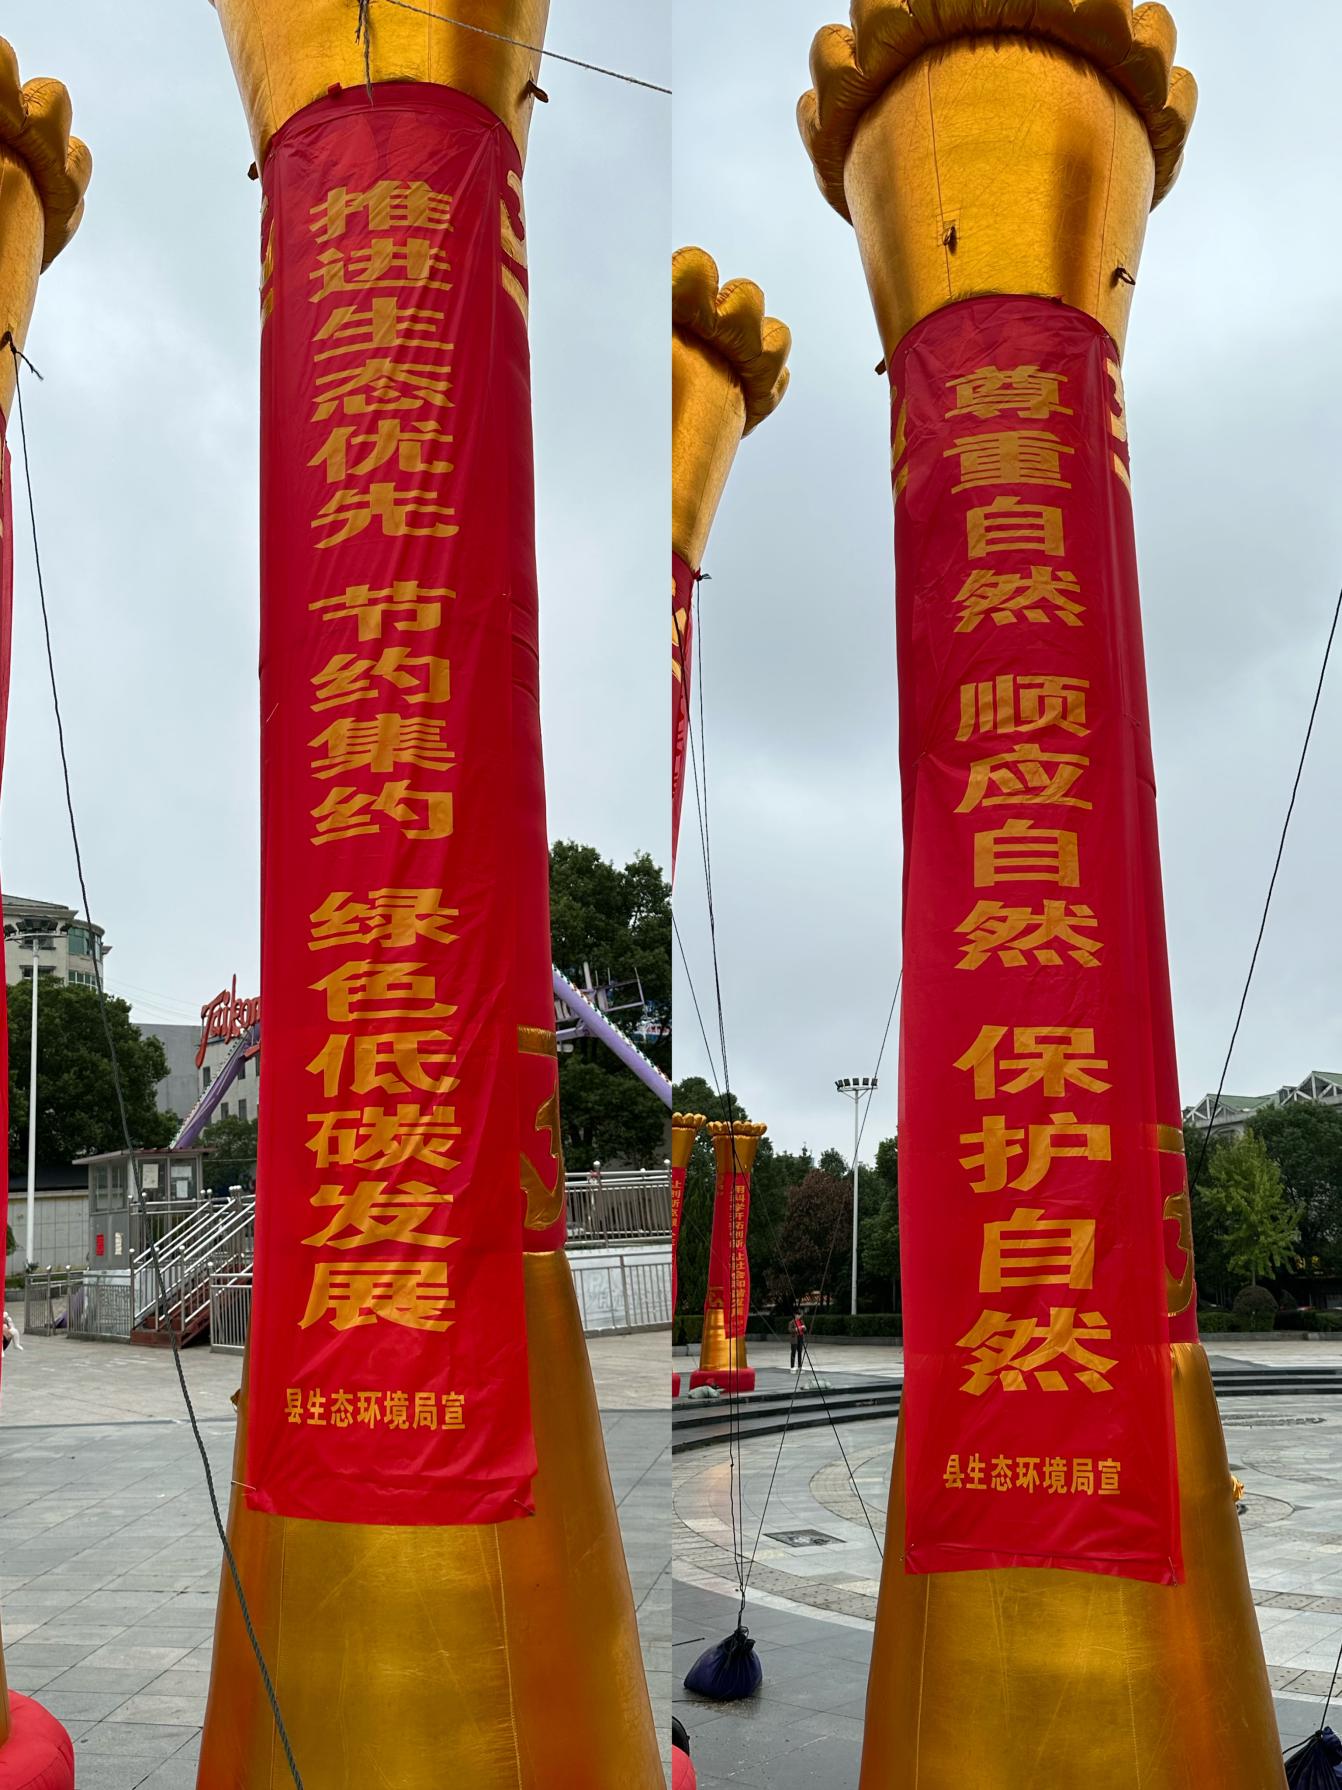 推进生态优先 节约集约 绿色低碳发展
县生态环境局宣
尊重自然 顺应自然 保护自然
县生态环境局宣